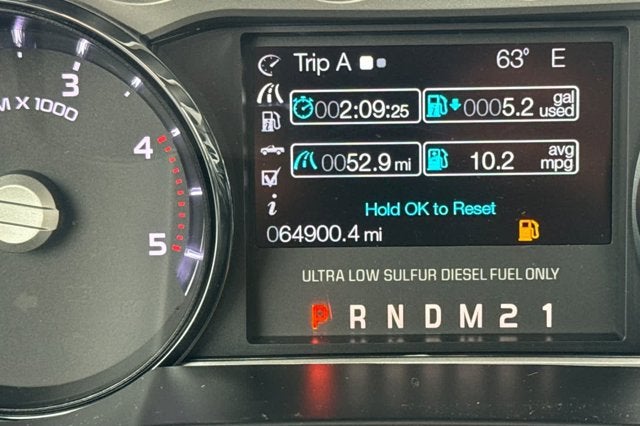 Trip A 63° E
002:09:25 0005.2 gal used
0052.9 mi 10.2 avg mpg
Hold OK to Reset
064900.4 mi
ULTRA LOW SULFUR DIESEL FUEL ONLY
P R N D M 2 1
3
M X 1000
4
5